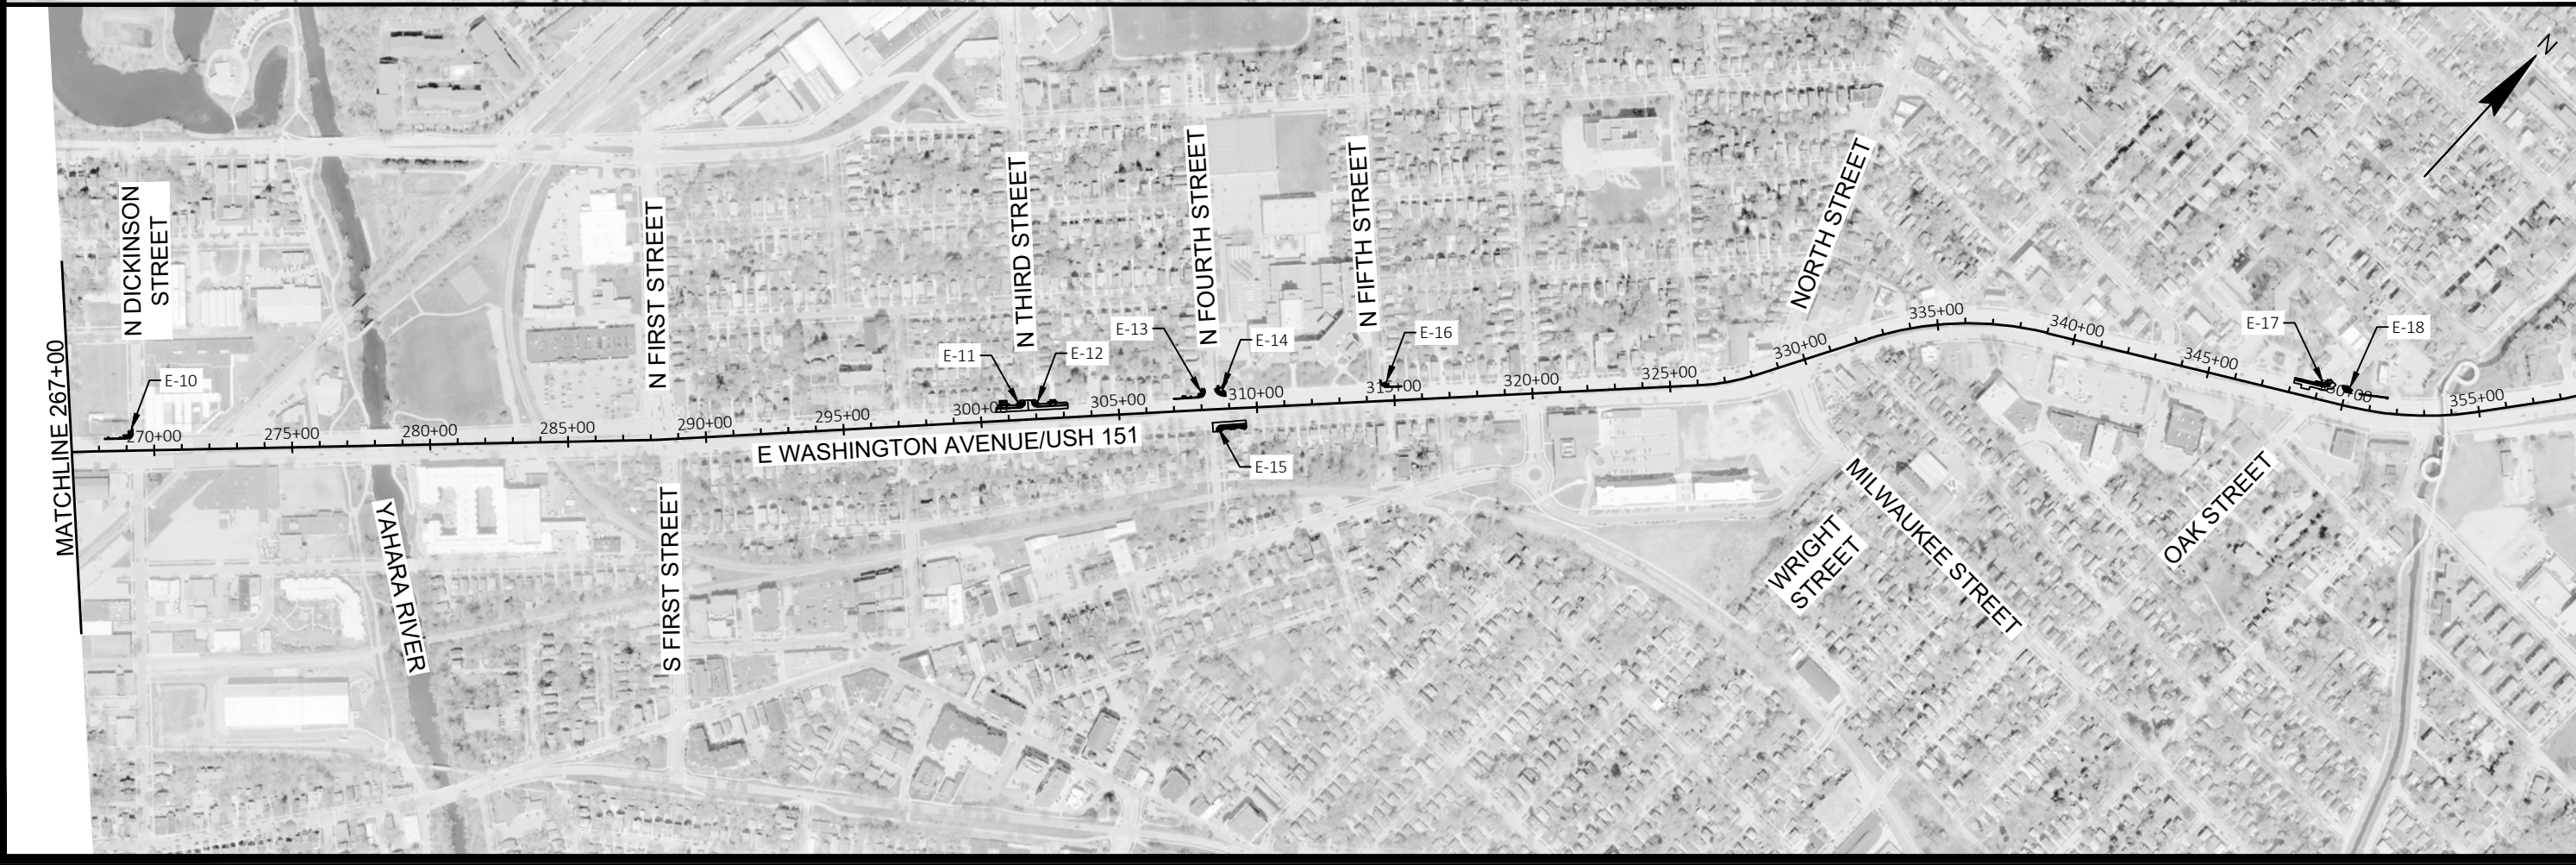 N
N DICKINSON
STREET
N FIRST STREET
N THIRD STREET
N FOURTH STREET
N FIFTH STREET
NORTH STREET
E-10
E-11
E-12
E-13
E-14
E-15
E-16
E-17
E-18
MATCHLINE 267+00
270+00
275+00
280+00
285+00
290+00
295+00
300+00
305+00
310+00
315+00
320+00
325+00
330+00
335+00
340+00
345+00
350+00
355+00
E WASHINGTON AVENUE/USH 151
YAHARA RIVER
S FIRST STREET
WRIGHT
STREET
MILWAUKEE STREET
OAK STREET